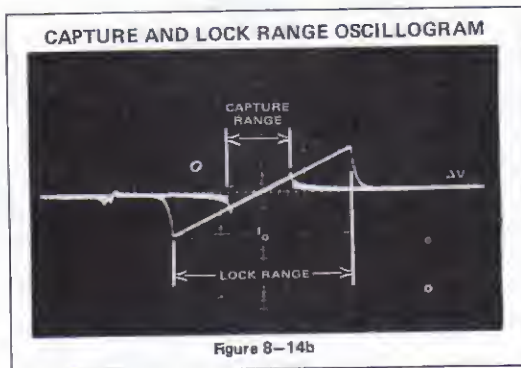 CAPTURE AND LOCK RANGE OSCILLOGRAM
CAPTURE
RANGE
ΔV
LOCK RANGE
Figure 8–14b